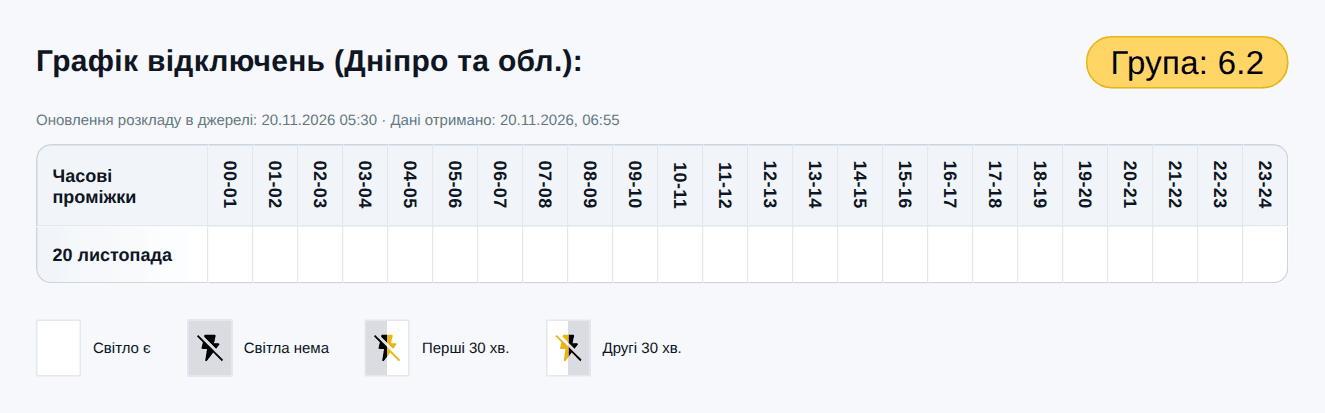 Графік відключень (Дніпро та обл.):
Група: 6.2
Оновлення розкладу в джерелі: 20.11.2026 05:30 · Дані отримано: 20.11.2026, 06:55
Часові
проміжки
00-01
01-02
02-03
03-04
04-05
05-06
06-07
07-08
08-09
09-10
10-11
11-12
12-13
13-14
14-15
15-16
16-17
17-18
18-19
19-20
20-21
21-22
22-23
23-24
20 листопада
Світло є
Світла нема
Перші 30 хв.
Другі 30 хв.